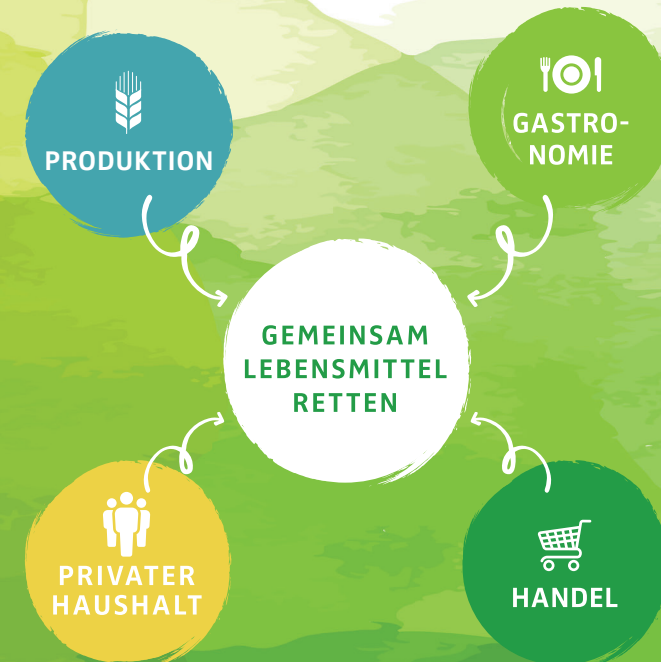 PRODUKTION
GASTRO-
NOMIE
GEMEINSAM
LEBENSMITTEL
RETTEN
PRIVATER
HAUSHALT
HANDEL